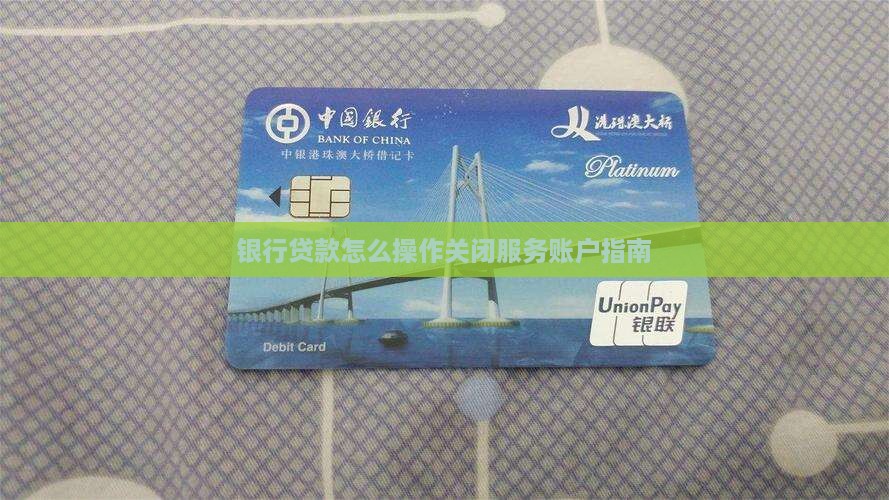 中国银行
BANK OF CHINA
中银港珠澳大桥借记卡
港珠澳大桥
Platinum
银行贷款怎么操作关闭服务账户指南
UnionPay
银联
Debit Card